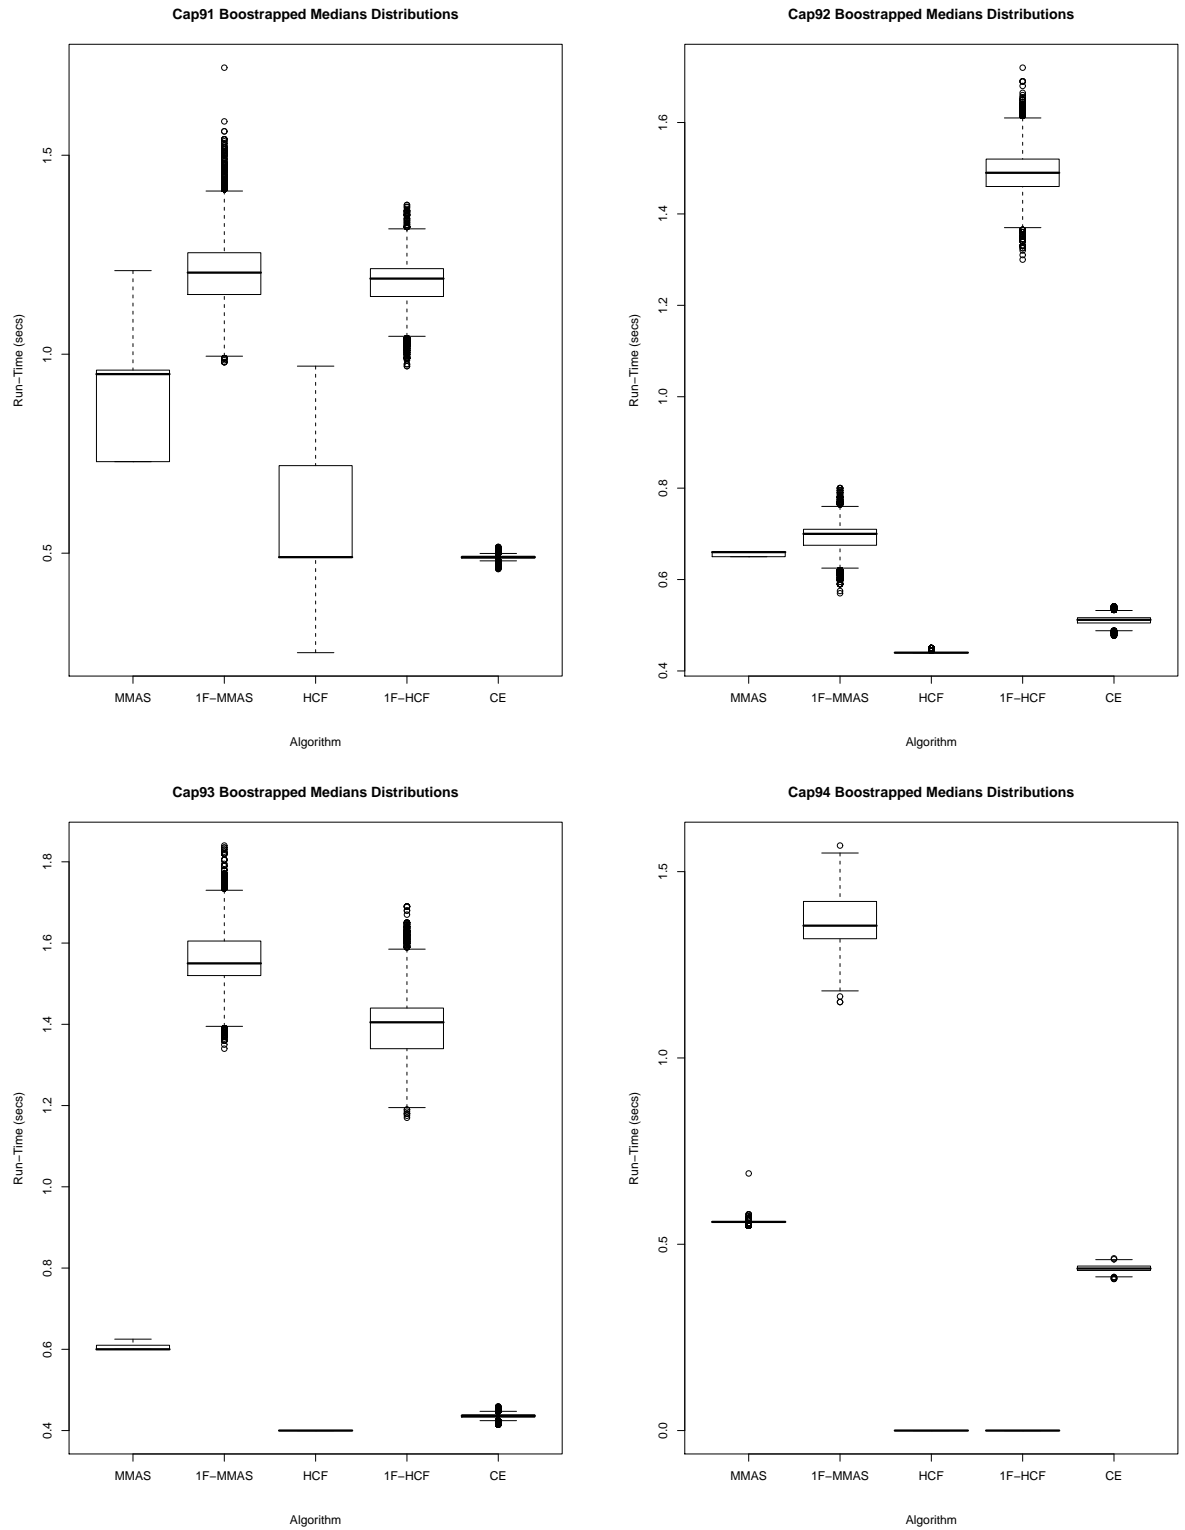 Cap91 Boostrapped Medians Distributions
Run−Time (secs)
1.5
1.0
0.5
MMAS 1F−MMAS HCF 1F−HCF CE
Algorithm
Cap92 Boostrapped Medians Distributions
Run−Time (secs)
1.6
1.4
1.2
1.0
0.8
0.6
0.4
MMAS 1F−MMAS HCF 1F−HCF CE
Algorithm
Cap93 Boostrapped Medians Distributions
Run−Time (secs)
1.8
1.6
1.4
1.2
1.0
0.8
0.6
0.4
MMAS 1F−MMAS HCF 1F−HCF CE
Algorithm
Cap94 Boostrapped Medians Distributions
Run−Time (secs)
1.5
1.0
0.5
0.0
MMAS 1F−MMAS HCF 1F−HCF CE
Algorithm